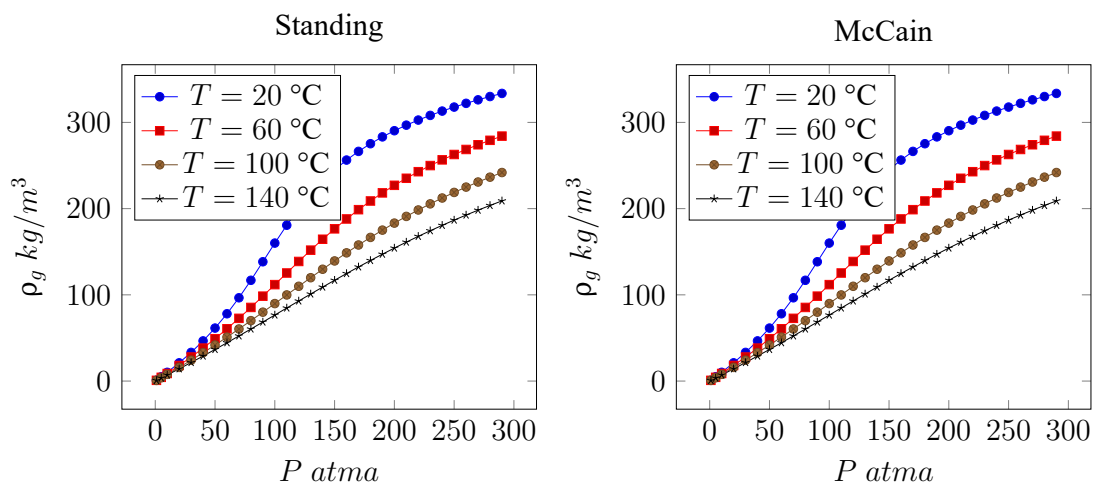 Standing
T = 20 °C
T = 60 °C
T = 100 °C
T = 140 °C
300
200
100
0
ρg kg/m³
0 50 100 150 200 250 300
P atma
McCain
T = 20 °C
T = 60 °C
T = 100 °C
T = 140 °C
300
200
100
0
ρg kg/m³
0 50 100 150 200 250 300
P atma